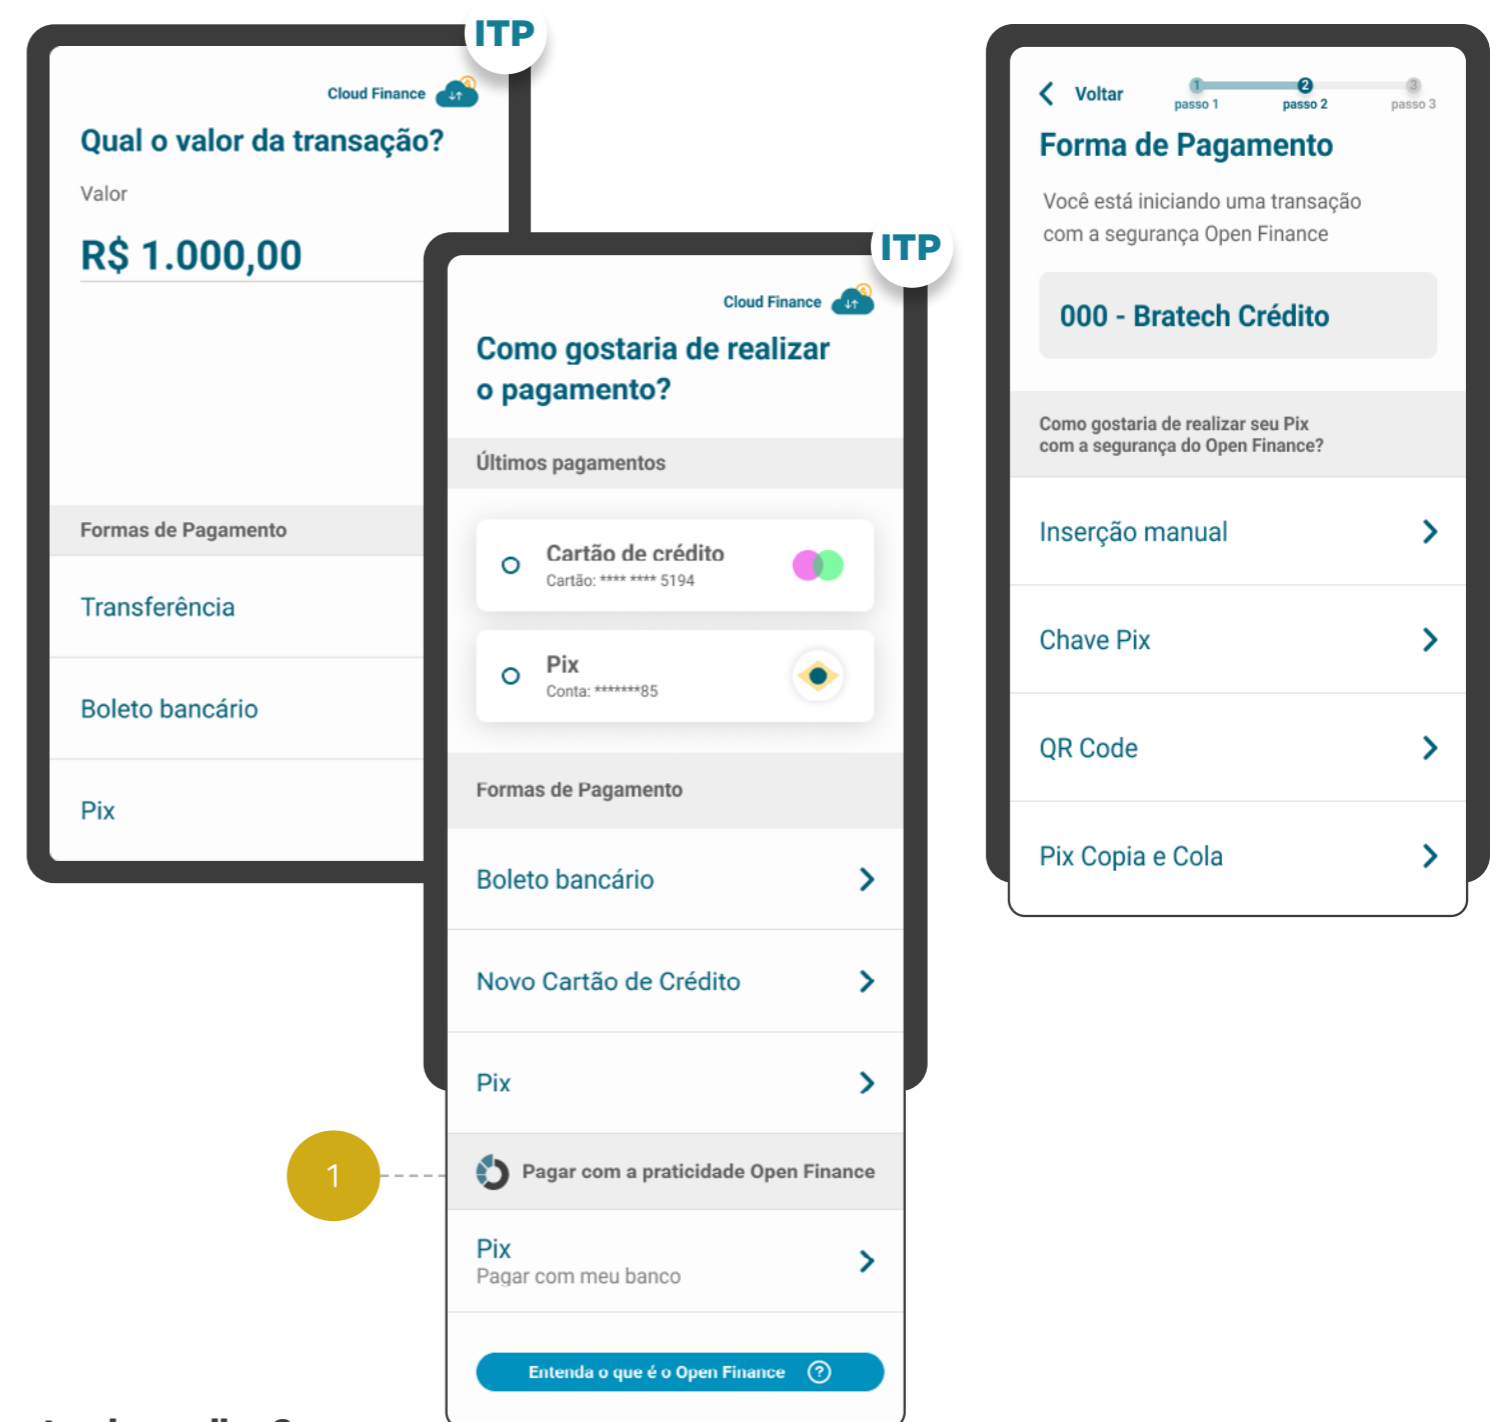 ITP
Cloud Finance
Qual o valor da transação?
Valor
R$ 1.000,00
Formas de Pagamento
Transferência
Boleto bancário
Pix
ITP
Cloud Finance
Como gostaria de realizar
o pagamento?
Últimos pagamentos
Cartão de crédito
Cartão: **** **** 5194
Pix
Conta: *******85
Formas de Pagamento
Boleto bancário
Novo Cartão de Crédito
Pix
1
Pagar com a praticidade Open Finance
Pix
Pagar com meu banco
Entenda o que é o Open Finance ?
Voltar
1 2 3
passo 1 passo 2 passo 3
Forma de Pagamento
Você está iniciando uma transação
com a segurança Open Finance
000 - Bratech Crédito
Como gostaria de realizar seu Pix
com a segurança do Open Finance?
Inserção manual
Chave Pix
QR Code
Pix Copia e Cola